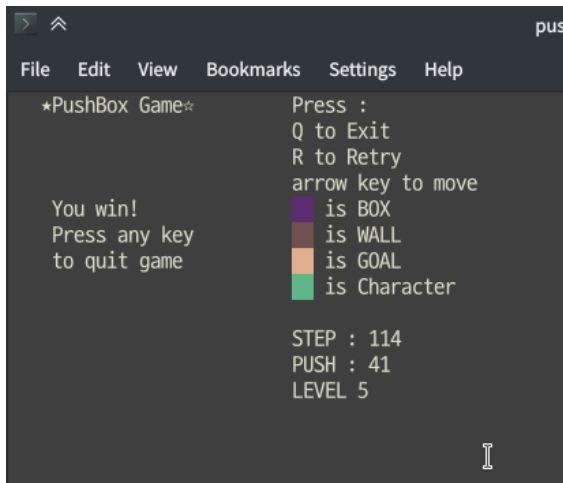 pus
File Edit View Bookmarks Settings Help
★PushBox Game☆
Press :
Q to Exit
R to Retry
arrow key to move
is BOX
is WALL
is GOAL
is Character
You win!
Press any key
to quit game
STEP : 114
PUSH : 41
LEVEL 5